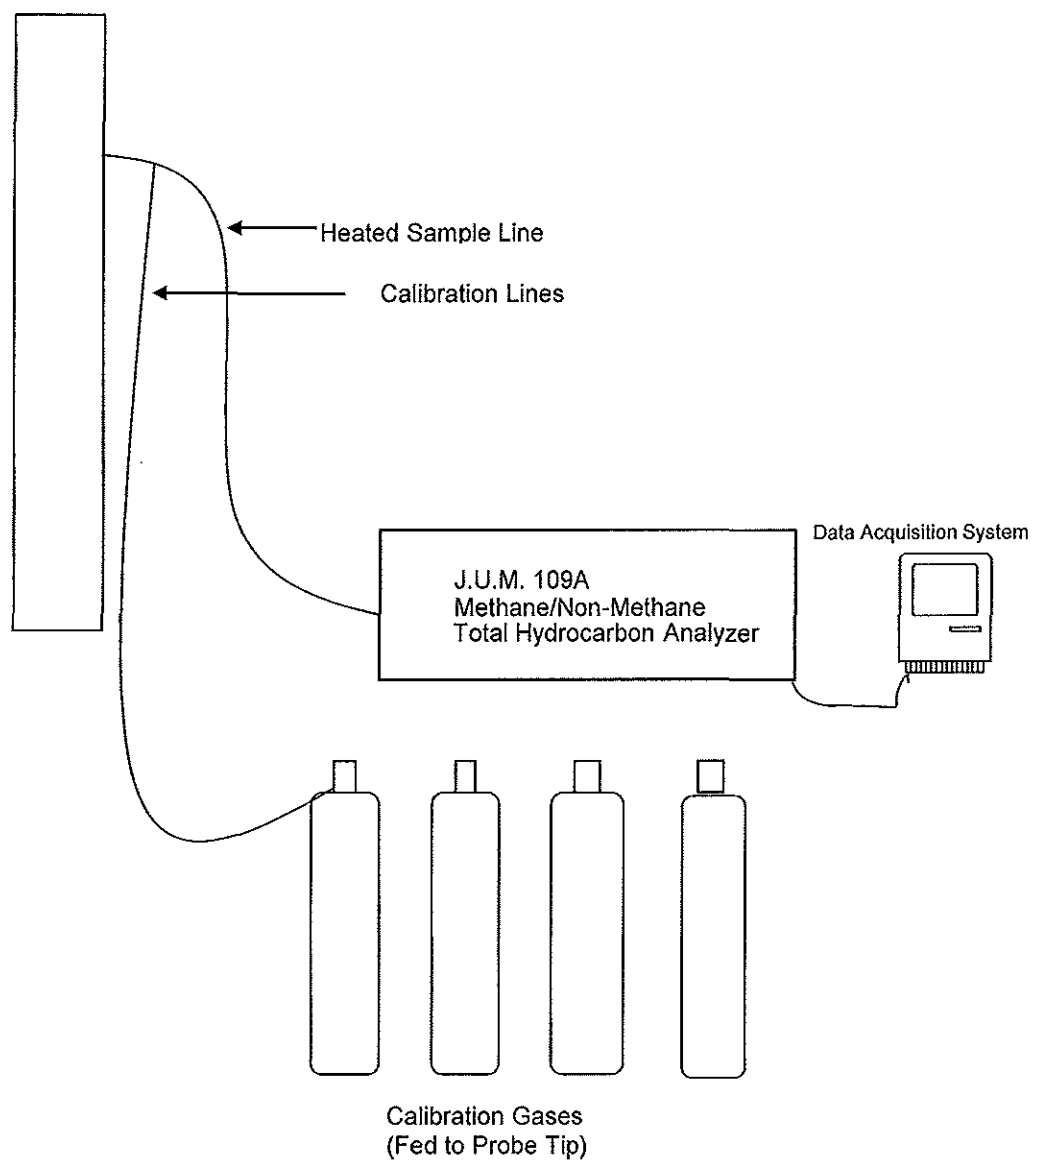 Heated Sample Line
Calibration Lines
Data Acquisition System
J.U.M. 109A
Methane/Non-Methane
Total Hydrocarbon Analyzer
Calibration Gases
(Fed to Probe Tip)